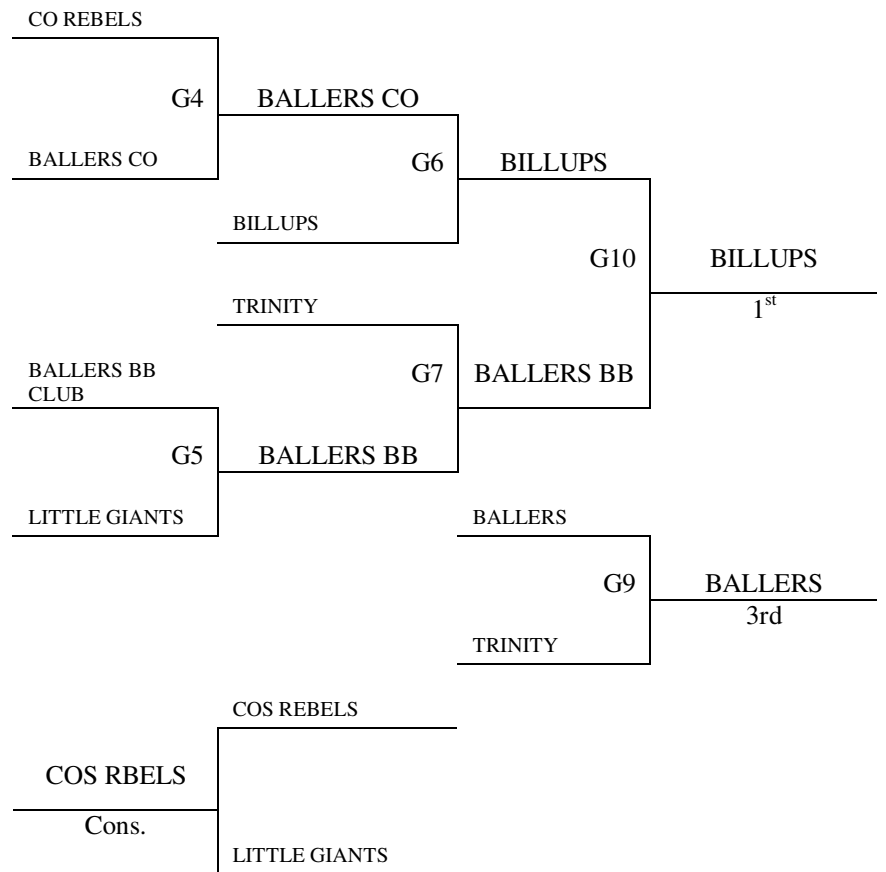 CO REBELS
G4
BALLERS CO
BALLERS CO
G6
BILLUPS
BILLUPS
G10
BILLUPS
1st
TRINITY
BALLERS BB
CLUB
G7
BALLERS BB
G5
BALLERS BB
LITTLE GIANTS
BALLERS
G9
BALLERS
3rd
TRINITY
COS REBELS
COS RBELS
Cons.
LITTLE GIANTS